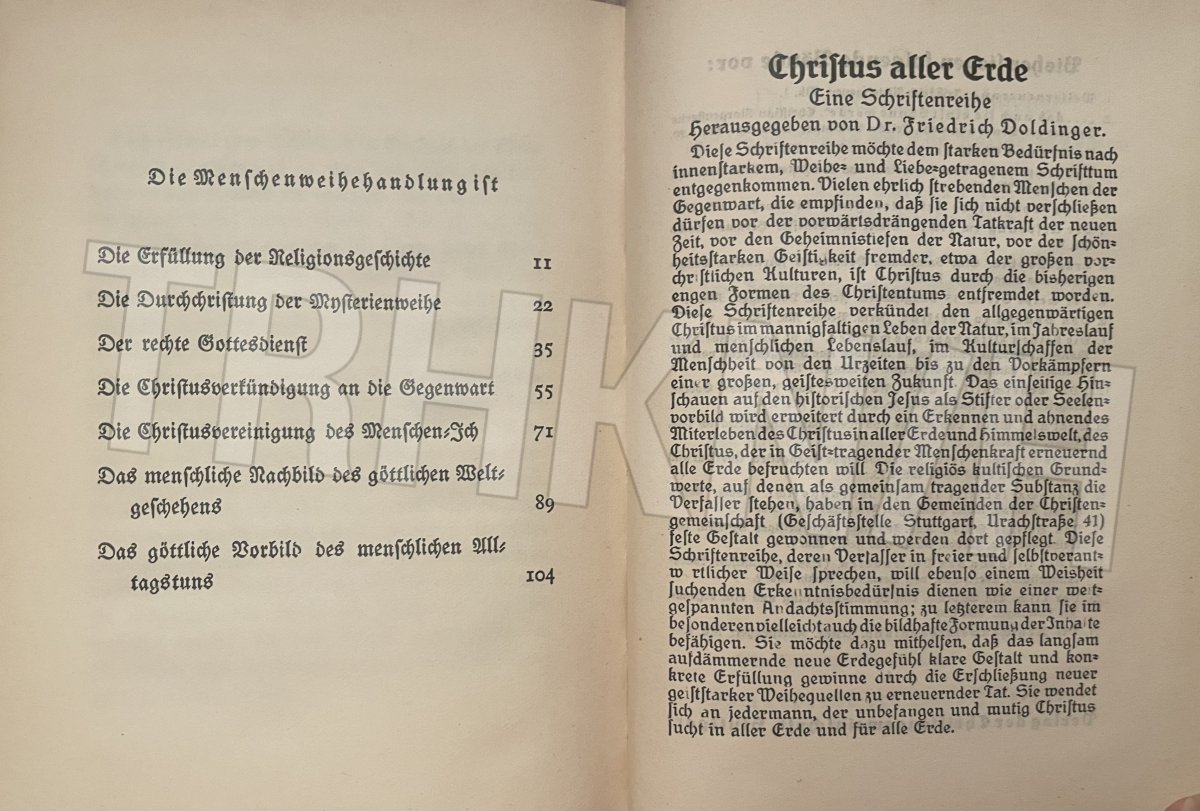 Die Menschenweihehandlung ist
Die Erfüllung der Religionsgeschichte 11
Die Durchchristung der Mysterienweihe 22
Der rechte Gottesdienst 35
Die Christusverkündigung an die Gegenwart 55
Die Christusvereinigung des Menschen-Ich 71
Das menschliche Nachbild des göttlichen Welt-
geschehens 89
Das göttliche Vorbild des menschlichen All-
tagstuns 104
Christus aller Erde
Eine Schriftenreihe
Herausgegeben von Dr. Friedrich Doldinger.
Diese Schriftenreihe möchte dem starken Bedürfnis nach
innenstarkem, Weihe- und Liebe-getragenem Schrifttum
entgegenkommen. Vielen ehrlich strebenden Menschen der
Gegenwart, die empfinden, daß sie sich nicht verschließen
dürfen vor der vorwärtsdrängenden Tatkraft der neuen
Zeit, vor den Geheimnistiefen der Natur, vor der schön-
heitsstarken Geistigkeit fremder, etwa der großen vor-
christlichen Kulturen, ist Christus durch die bisherigen
engen Formen des Christentums entfremdet worden.
Diese Schriftenreihe verkündet den allgegenwärtigen
Christus im mannigfaltigen Leben der Natur, im Jahreslauf
und menschlichen Lebenslauf, im Kulturschaffen der
Menschheit von den Urzeiten bis zu den Vorkämpfern
einer großen, geistesweiten Zukunft. Das einseitige Hin-
schauen auf den historischen Jesus als Stifter oder Seelen-
vorbild wird erweitert durch ein Erkennen und ahnendes
Miterleben des Christus in aller Erde und Himmelswelt, des
Christus, der in Geist-tragender Menschenkraft erneuernd
alle Erde befruchten will. Die religiös kultischen Grund-
werte, auf denen als gemeinsam tragender Substanz die
Verfasser stehen, haben in den Gemeinden der Christen-
gemeinschaft (Geschäftsstelle Stuttgart, Urachstraße 41)
feste Gestalt gewonnen und werden dort gepflegt. Diese
Schriftenreihe, deren Verfasser in freier und selbstverant-
wortlicher Weise sprechen, will ebenso einem Weisheit
suchenden Erkenntnisbedürfnis dienen wie einer weit-
gespannten Andachtsstimmung; zu letzterem kann sie im
besonderen vielleicht auch die bildhafte Formung der Inhalte
befähigen. Sie möchte dazu mithelfen, daß das langsam
aufdämmernde neue Erdegefühl klare Gestalt und kon-
krete Erfüllung gewinne durch die Erschließung neuer
geiststarker Weihequellen zu erneuernder Tat. Sie wendet
sich an jedermann, der unbefangen und mutig Christus
sucht in aller Erde und für alle Erde.